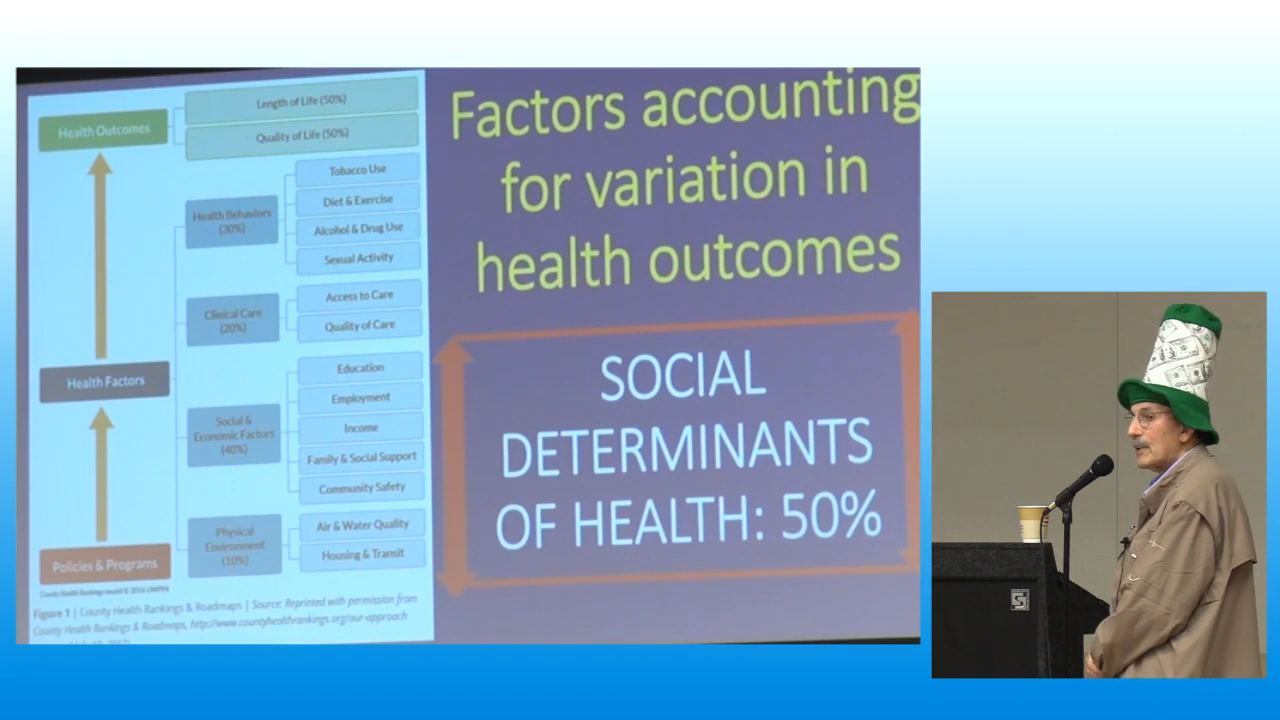 Health Outcomes
Length of Life (50%)
Quality of Life (50%)
Health Factors
Health Behaviors
(30%)
Tobacco Use
Diet & Exercise
Alcohol & Drug Use
Sexual Activity
Clinical Care
(20%)
Access to Care
Quality of Care
Social &
Economic Factors
(40%)
Education
Employment
Income
Family & Social Support
Community Safety
Physical
Environment
(10%)
Air & Water Quality
Housing & Transit
Policies & Programs
County Health Rankings model © 2016 UWPHI
Figure 1 | County Health Rankings & Roadmaps | Source: Reprinted with permission from
County Health Rankings & Roadmaps, http://www.countyhealthrankings.org/our-approach
Factors accounting
for variation in
health outcomes
SOCIAL
DETERMINANTS
OF HEALTH: 50%